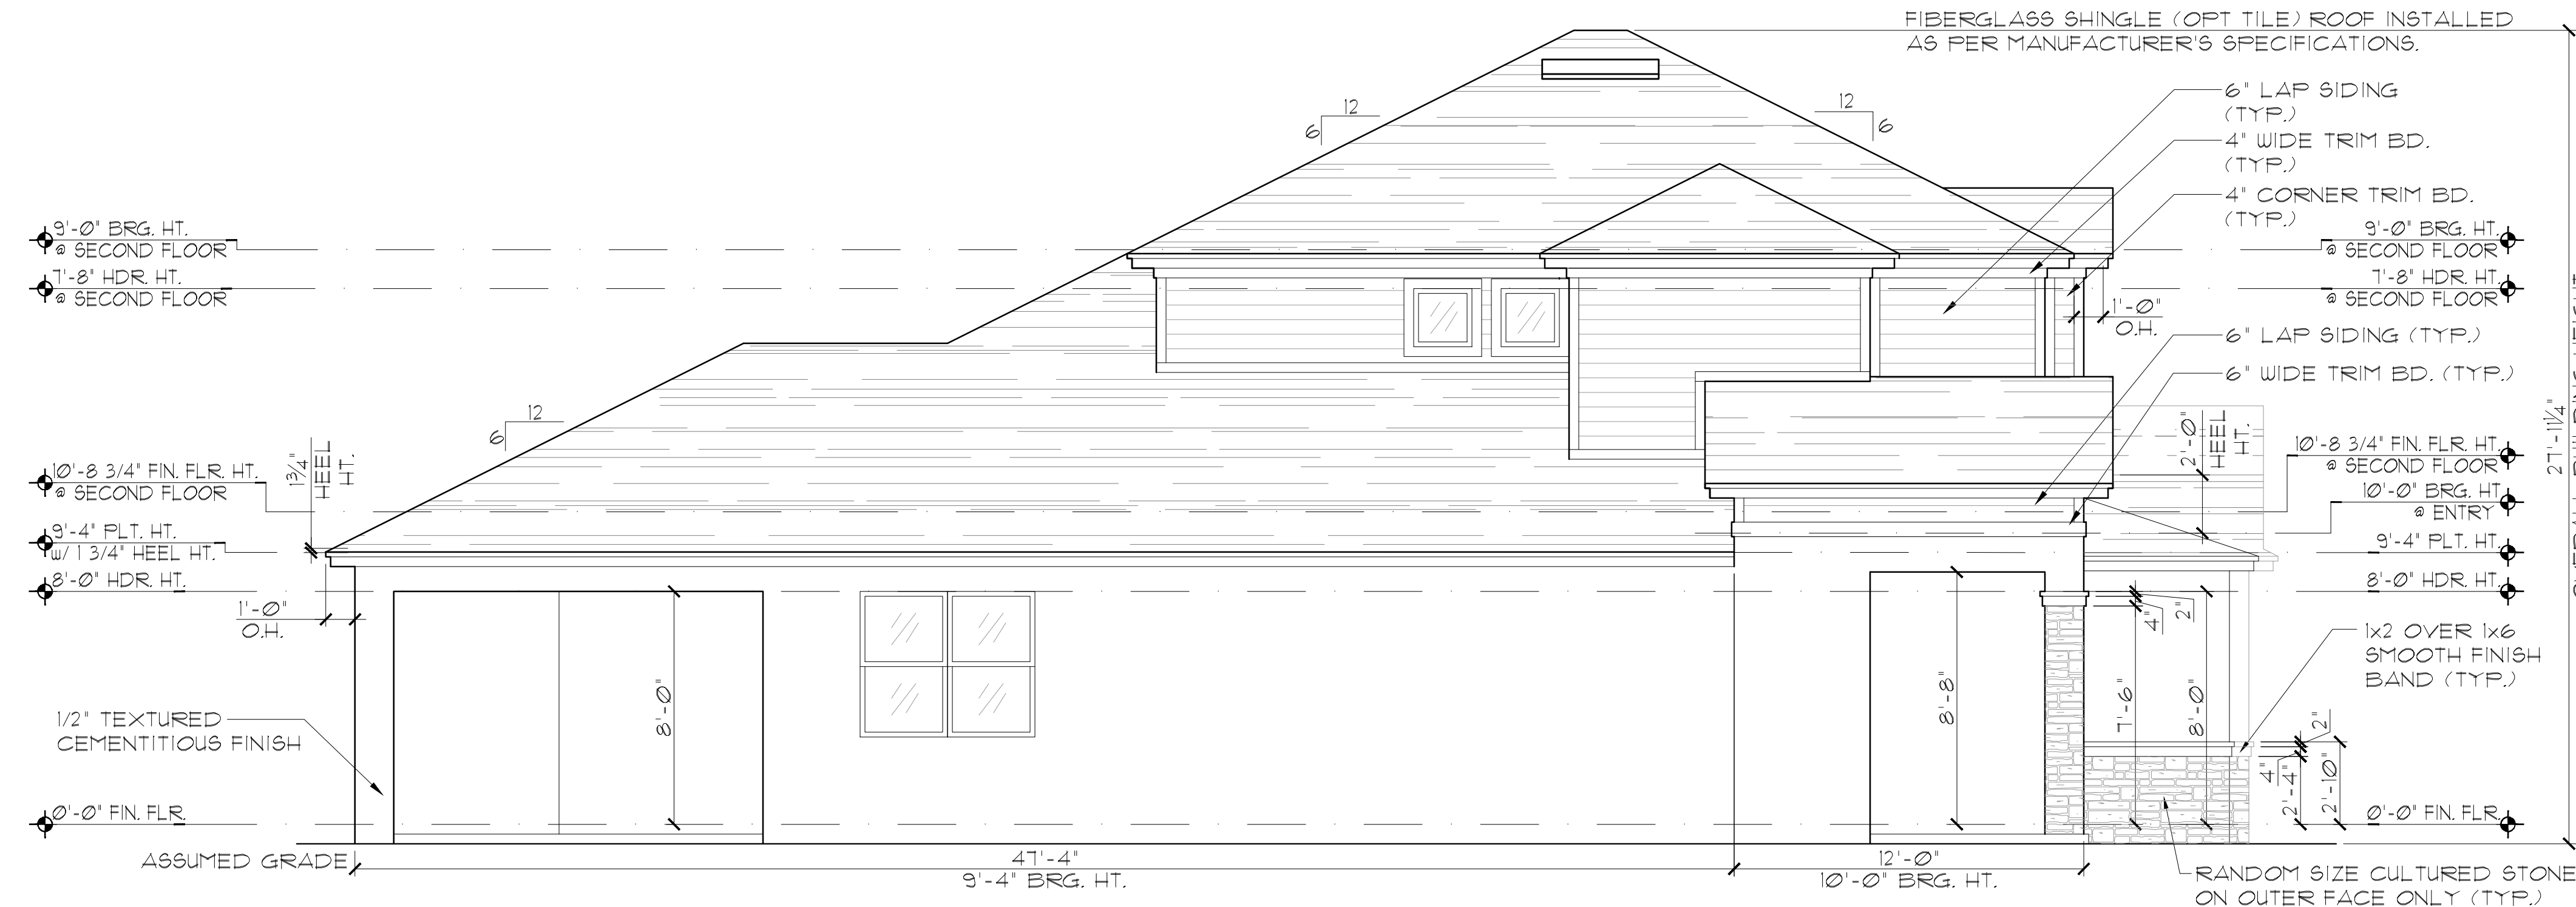 FIBERGLASS SHINGLE (OPT TILE) ROOF INSTALLED
AS PER MANUFACTURER'S SPECIFICATIONS.
12
6
12
6
6" LAP SIDING
(TYP.)
4" WIDE TRIM BD.
(TYP.)
4" CORNER TRIM BD.
(TYP.)
9'-0" BRG. HT.
@ SECOND FLOOR
7'-8" HDR. HT.
@ SECOND FLOOR
9'-0" BRG. HT.
@ SECOND FLOOR
7'-8" HDR. HT.
@ SECOND FLOOR
1'-0"
O.H.
6" LAP SIDING (TYP.)
6" WIDE TRIM BD. (TYP.)
12
6
1 3/4"
HEEL
HT.
10'-8 3/4" FIN. FLR. HT.
@ SECOND FLOOR
9'-4" PLT. HT.
w/ 1 3/4" HEEL HT.
8'-0" HDR. HT.
1'-0"
O.H.
2'-0"
HEEL
HT.
10'-8 3/4" FIN. FLR. HT.
@ SECOND FLOOR
10'-0" BRG. HT
@ ENTRY
9'-4" PLT. HT.
8'-0" HDR. HT.
27'-11 1/4"
4"
2"
1x2 OVER 1x6
SMOOTH FINISH
BAND (TYP.)
1/2" TEXTURED
CEMENTITIOUS FINISH
8'-0"
8'-8"
7'-6"
8'-0"
2"
4"
2'-4"
2'-10"
0'-0" FIN. FLR.
0'-0" FIN. FLR.
ASSUMED GRADE
47'-4"
9'-4" BRG. HT.
12'-0"
10'-0" BRG. HT.
RANDOM SIZE CULTURED STONE
ON OUTER FACE ONLY (TYP.)